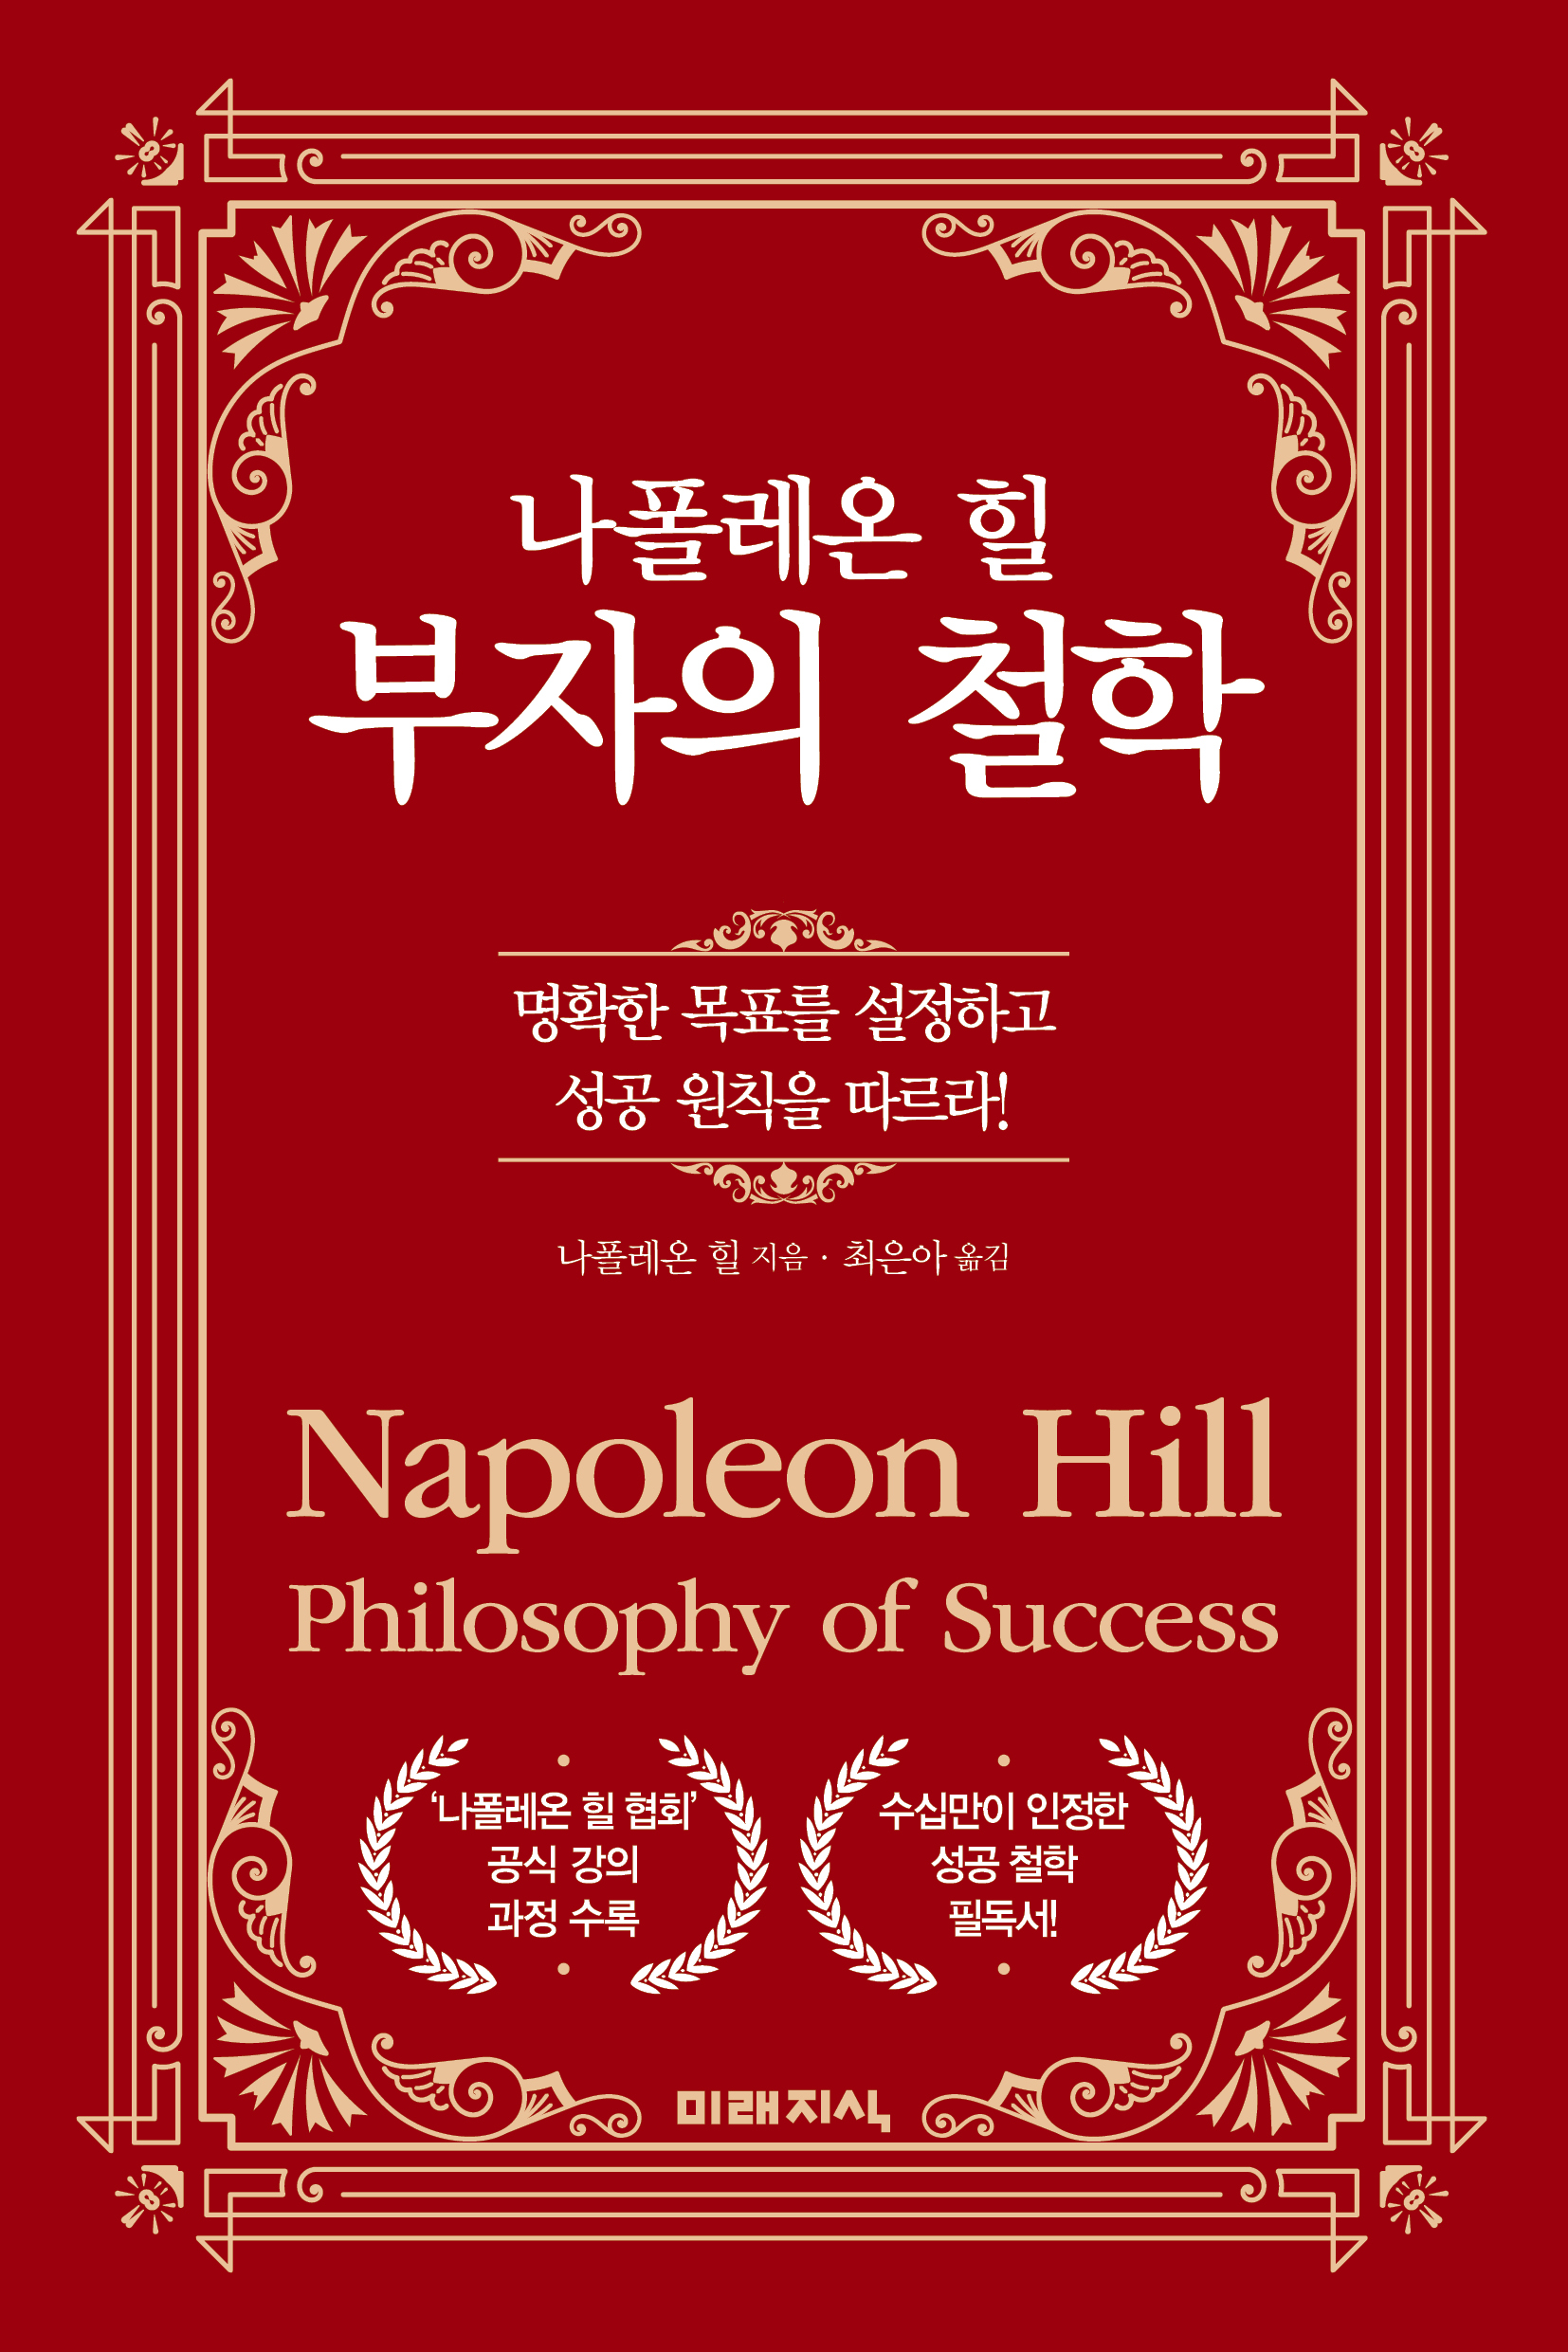 나폴레온 힐
부자의 철학
명확한 목표를 설정하고
성공 원칙을 따르라!
나폴레온 힐 지음 · 최은아 옮김
Napoleon Hill
Philosophy of Success
‘나폴레온 힐 협회’
공식 강의
과정 수록
수십만이 인정한
성공 철학
필독서!
미래지식